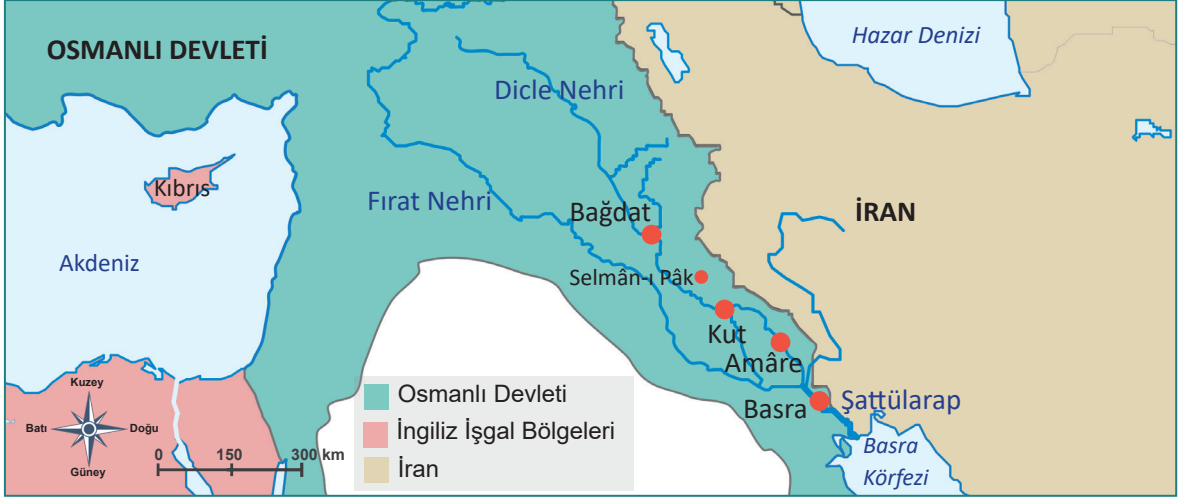 OSMANLI DEVLETİ
Hazar Denizi
Dicle Nehri
Kıbrıs
Fırat Nehri
Bağdat
İRAN
Akdeniz
Selmân-ı Pâk
Kut
Amâre
Basra
Şattülarap
Basra
Körfezi
Kuzey
Batı
Doğu
Güney
0 150 300 km
Osmanlı Devleti
İngiliz İşgal Bölgeleri
İran